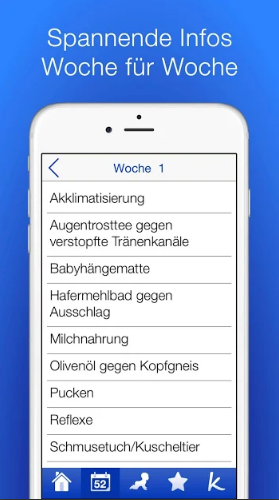 Spannende Infos
Woche für Woche
Woche 1
Akklimatisierung
Augentrosttee gegen
verstopfte Tränenkanäle
Babyhängematte
Hafermehlbad gegen
Ausschlag
Milchnahrung
Olivenöl gegen Kopfgneis
Pucken
Reflexe
Schmusetuch/Kuscheltier
52
k